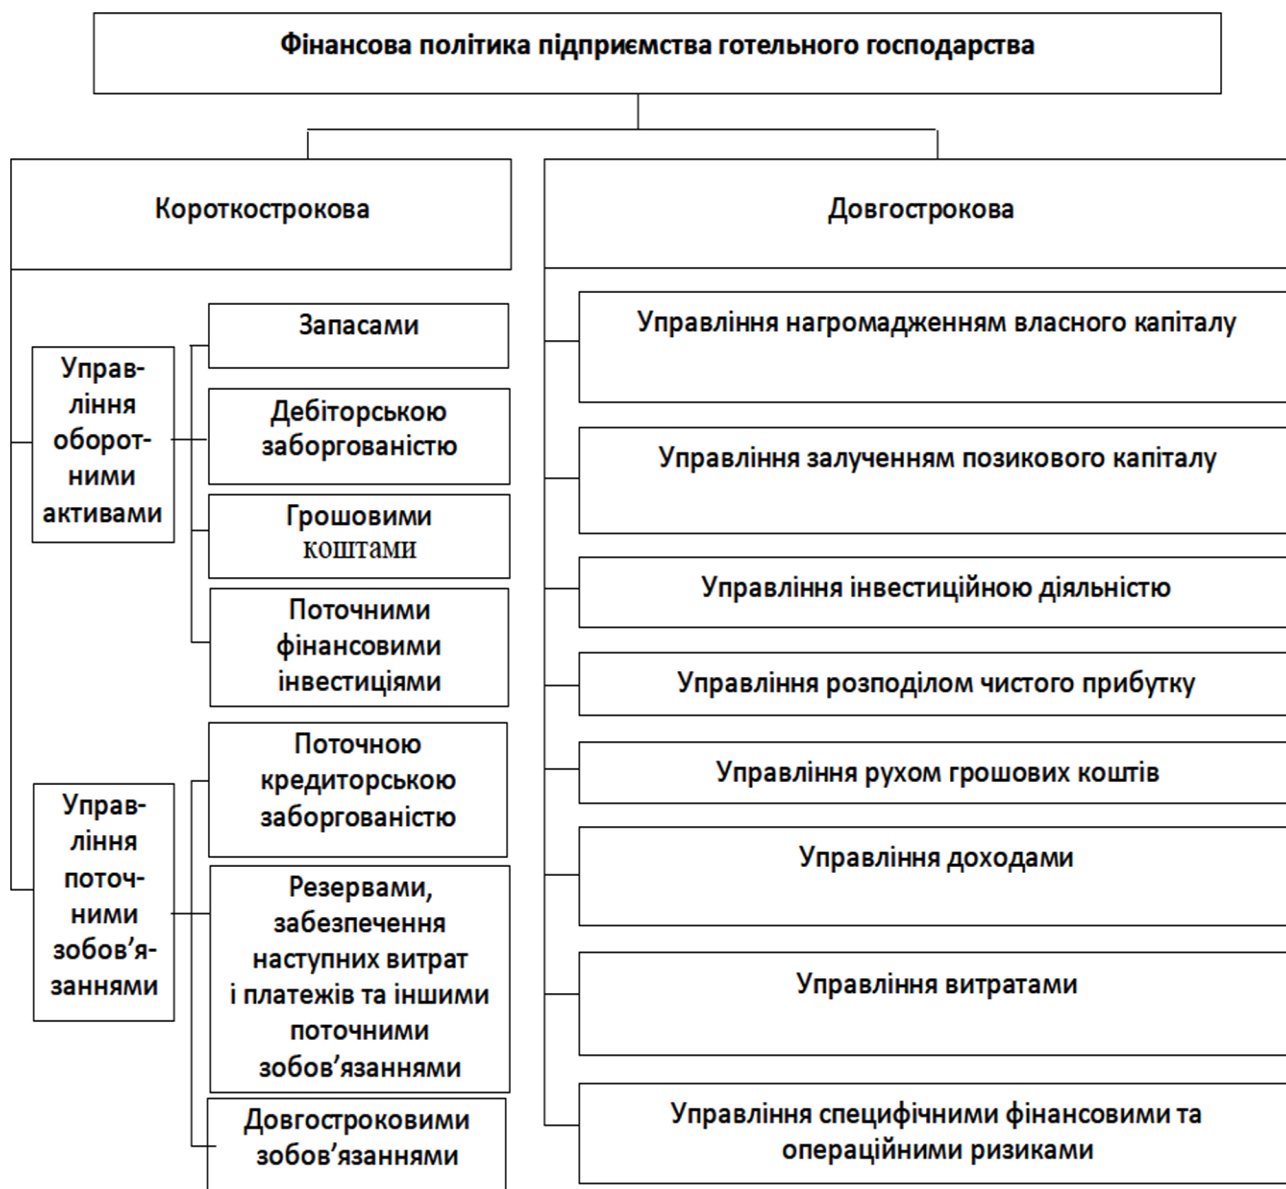 Фінансова політика підприємства готельного господарства
Короткострокова
Довгострокова
Управ-
ління
оборот-
ними
активами
Запасами
Дебіторською
заборгованістю
Грошовими
коштами
Поточними
фінансовими
інвестиціями
Управ-
ління
поточ-
ними
зобов’я-
заннями
Поточною
кредиторською
заборгованістю
Резервами,
забезпечення
наступних витрат
і платежів та іншими
поточними
зобов’язаннями
Довгостроковими
зобов’язаннями
Управління нагромадженням власного капіталу
Управління залученням позикового капіталу
Управління інвестиційною діяльністю
Управління розподілом чистого прибутку
Управління рухом грошових коштів
Управління доходами
Управління витратами
Управління специфічними фінансовими та
операційними ризиками